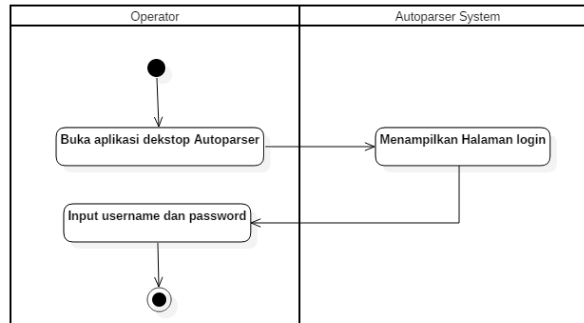 Operator
Autoparser System
Buka aplikasi dekstop Autoparser
Menampilkan Halaman login
Input username dan password